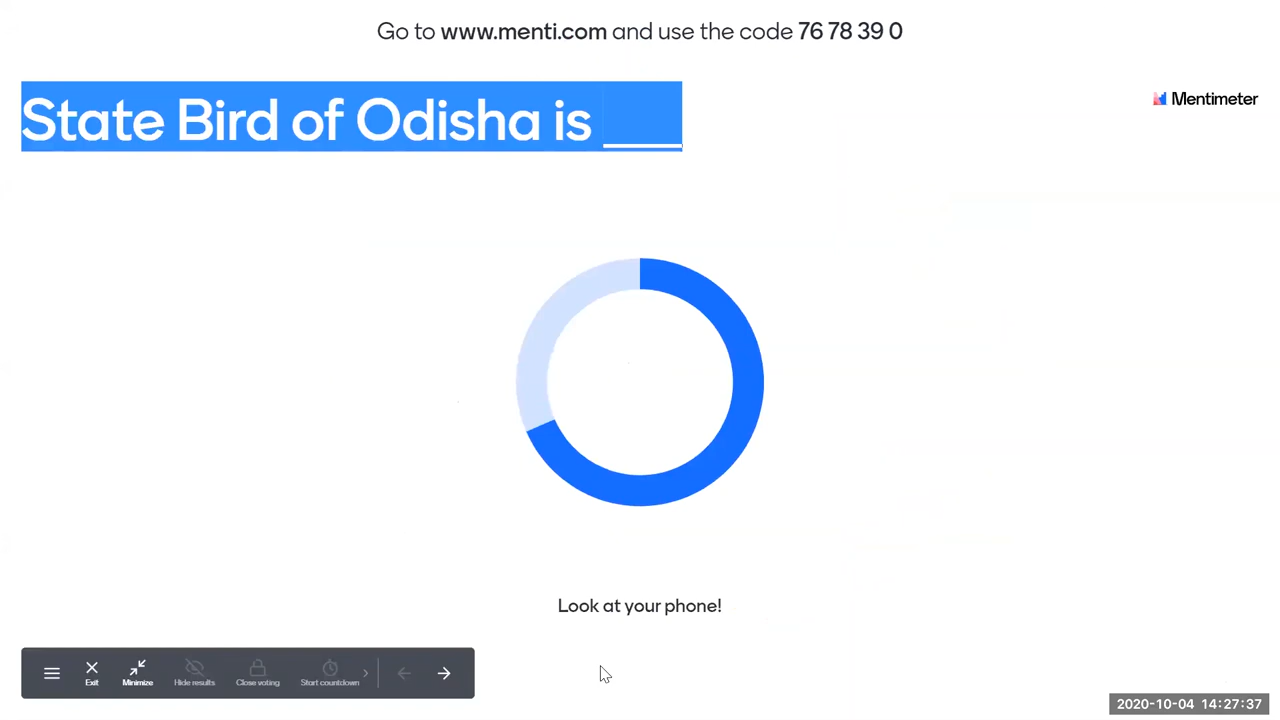 Go to www.menti.com and use the code 76 78 39 0
State Bird of Odisha is ____
Mentimeter
Look at your phone!
Exit
Minimize
Hide results
Close voting
Start countdown
2020-10-04 14:27:37